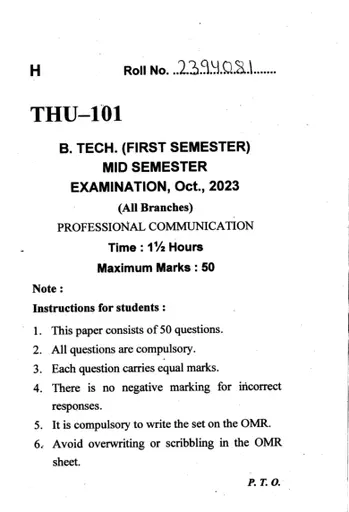 H Roll No. ..2394081.......
THU–101
B. TECH. (FIRST SEMESTER)
MID SEMESTER
EXAMINATION, Oct., 2023
(All Branches)
PROFESSIONAL COMMUNICATION
Time : 1½ Hours
Maximum Marks : 50
Note :
Instructions for students :
1. This paper consists of 50 questions.
2. All questions are compulsory.
3. Each question carries equal marks.
4. There is no negative marking for incorrect
responses.
5. It is compulsory to write the set on the OMR.
6. Avoid overwriting or scribbling in the OMR
sheet.
P. T. O.